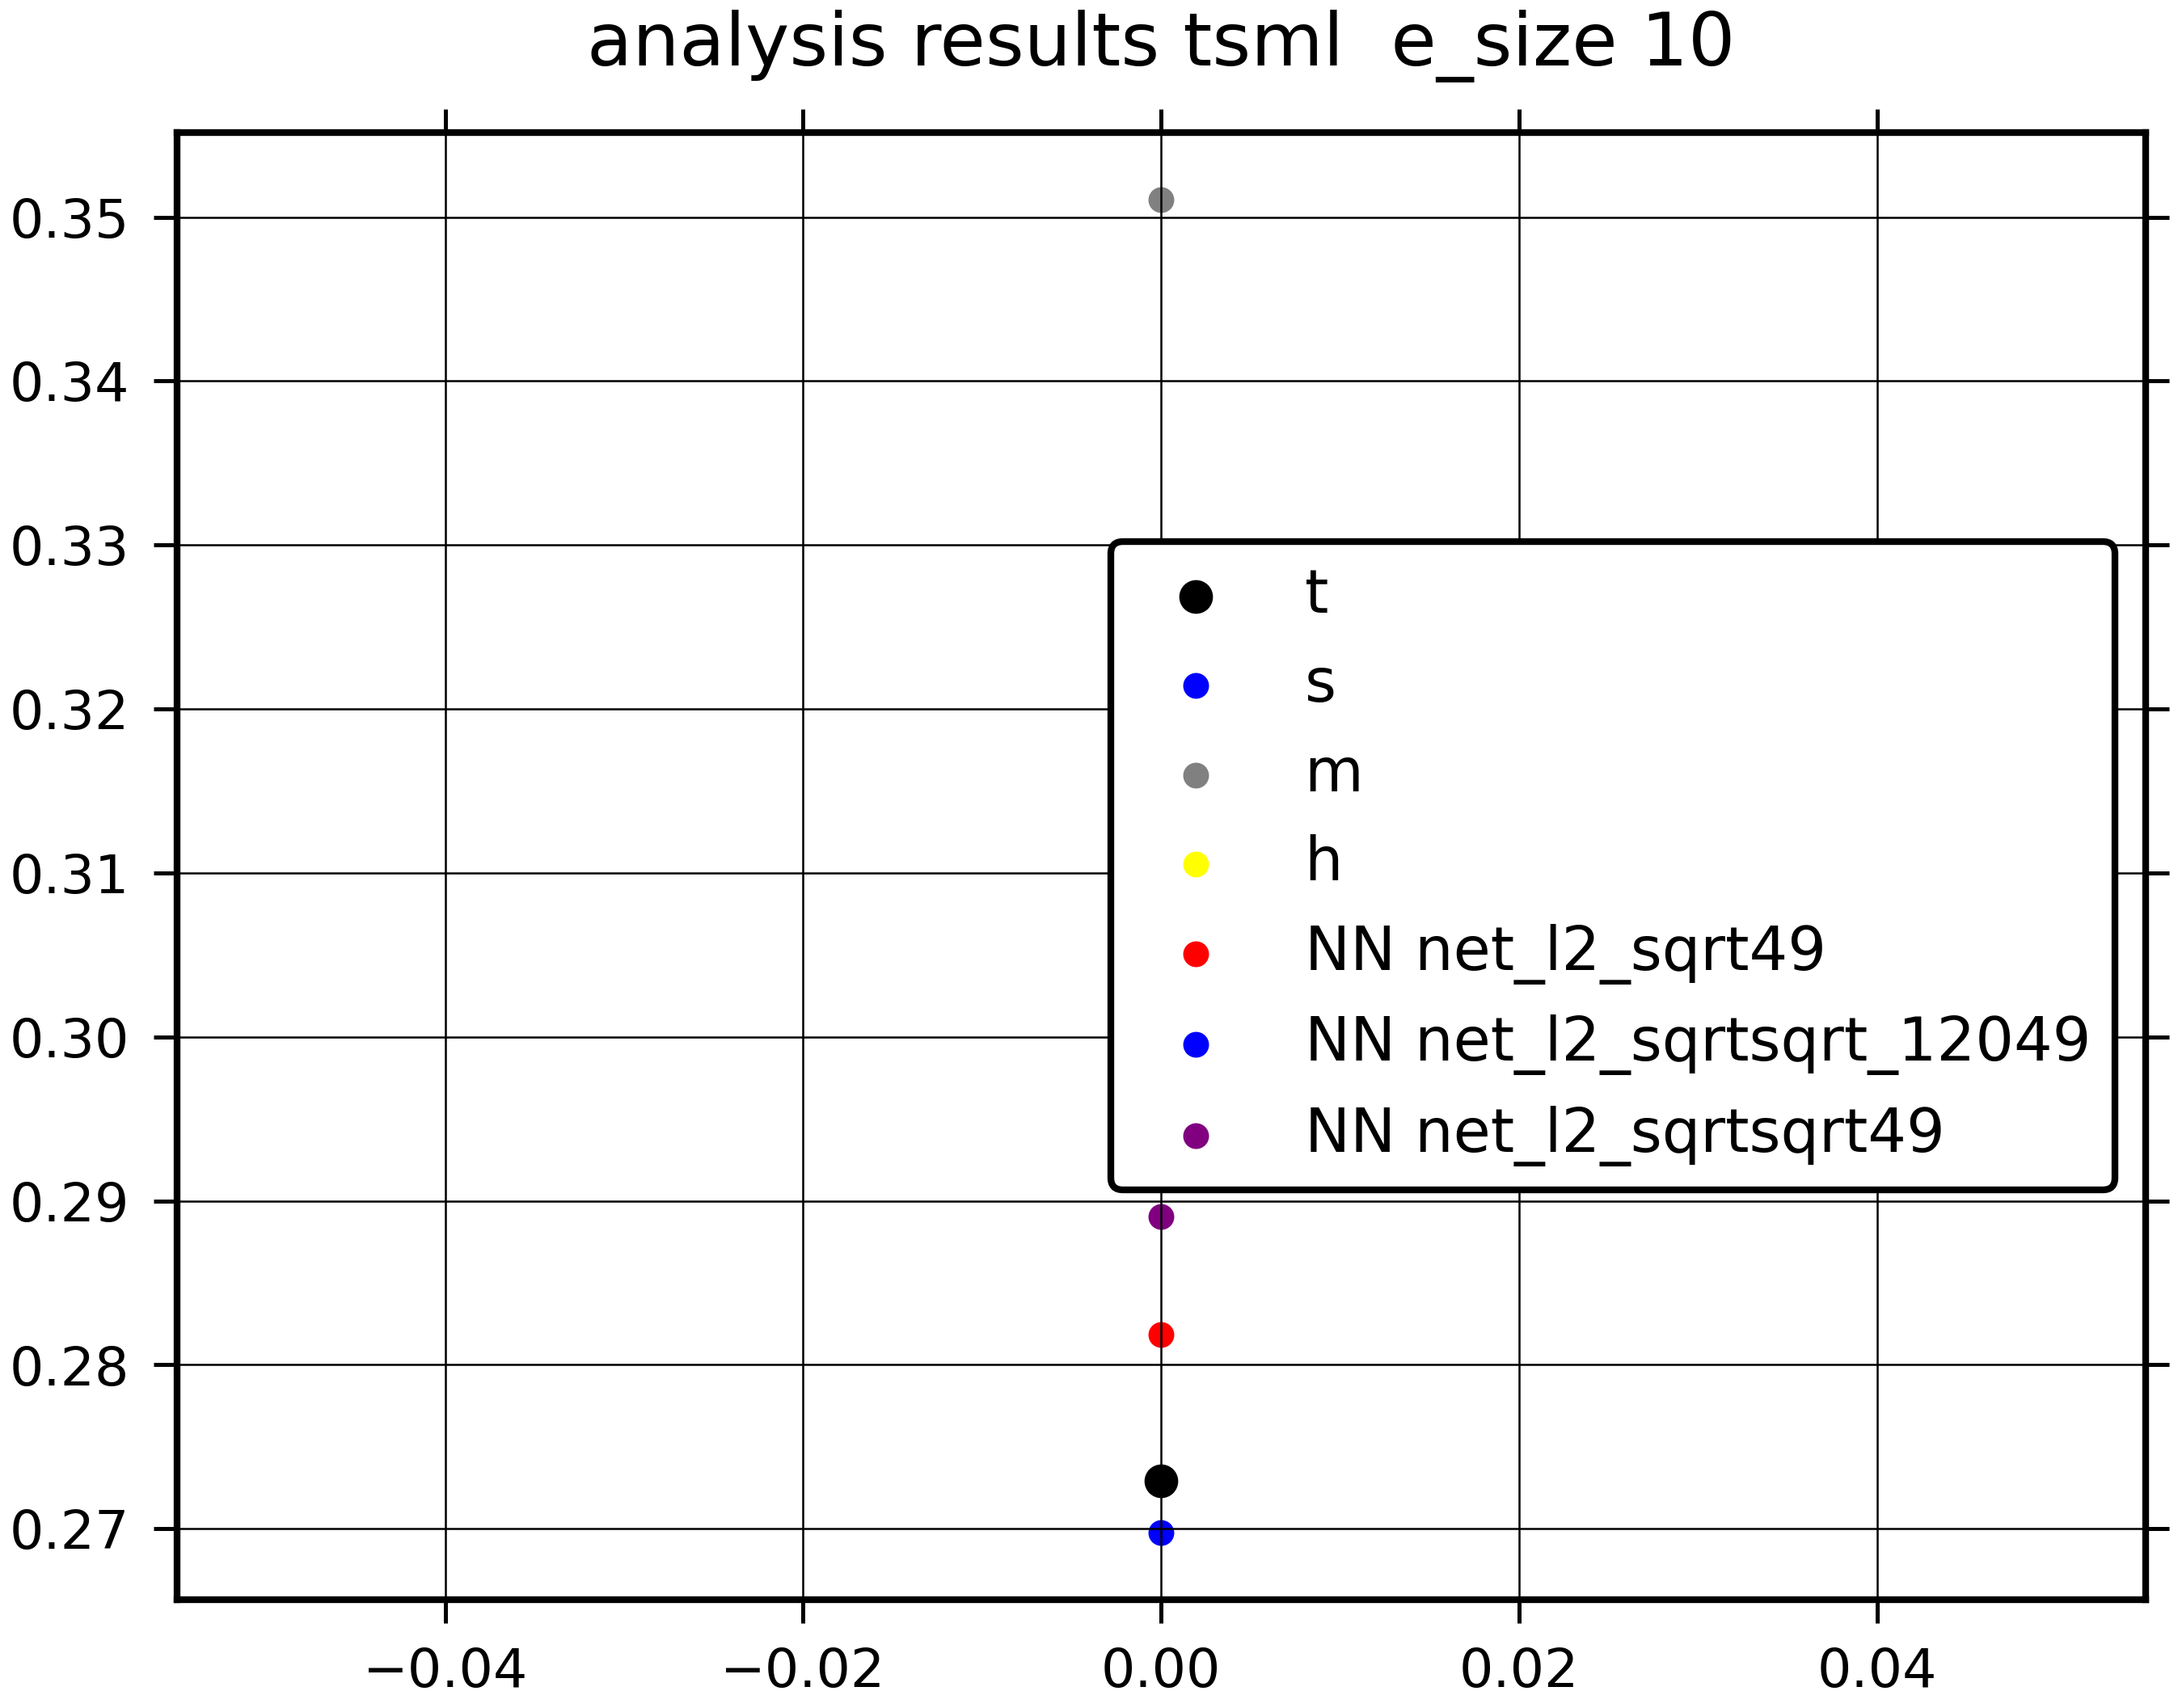 analysis results tsml  e_size 10
0.35
0.34
0.33
0.32
0.31
0.30
0.29
0.28
0.27
t
s
m
h
NN net_l2_sqrt49
NN net_l2_sqrtsqrt_12049
NN net_l2_sqrtsqrt49
−0.04 −0.02 0.00 0.02 0.04